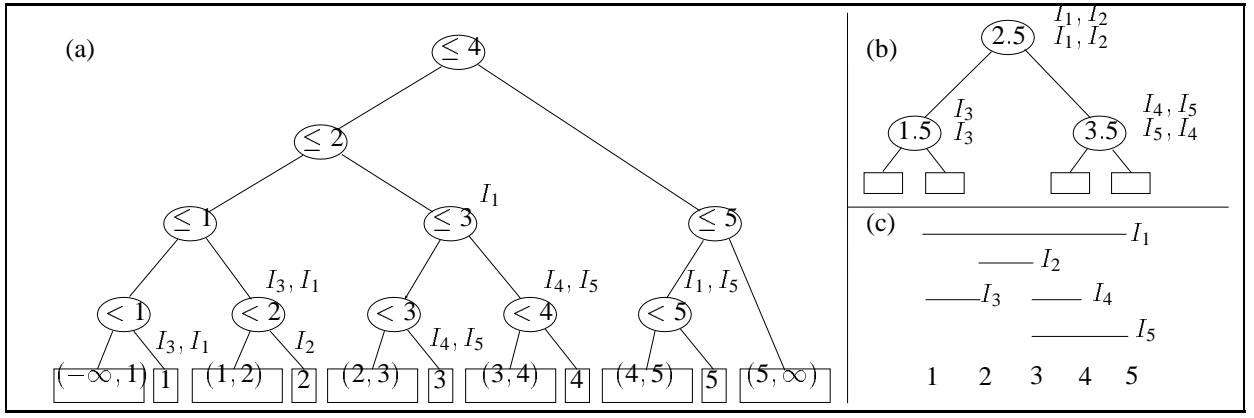 (a)
≤ 4
≤ 2
≤ 1
≤ 3
I₁
≤ 5
< 1
< 2
I₃, I₁
< 3
< 4
I₄, I₅
< 5
I₁, I₅
I₃, I₁
I₂
I₄, I₅
(−∞, 1)
1
(1, 2)
2
(2, 3)
3
(3, 4)
4
(4, 5)
5
(5, ∞)
(b)
2.5
I₁, I₂
I₁, I₂
1.5
I₃
I₃
3.5
I₄, I₅
I₅, I₄
(c)
I₁
I₂
I₃
I₄
I₅
1 2 3 4 5